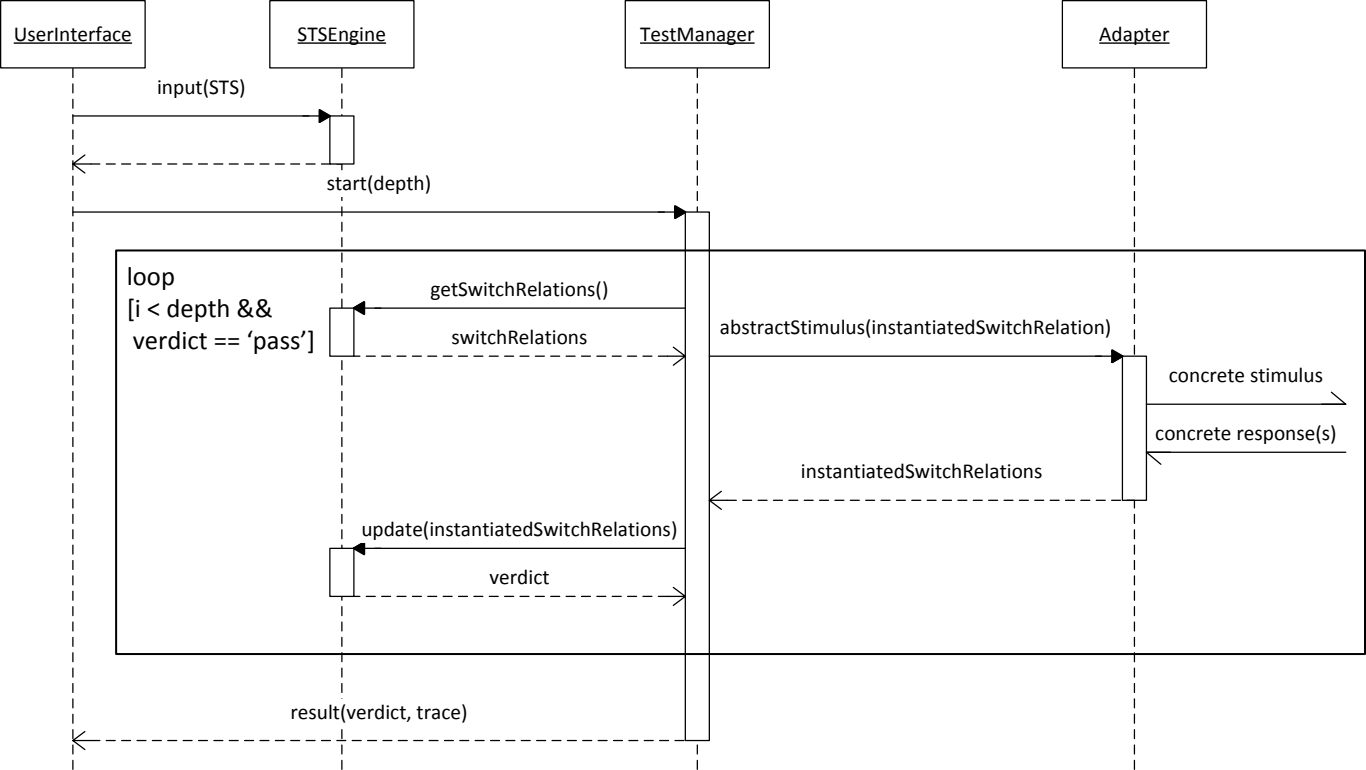 UserInterface
STSEngine
TestManager
Adapter
input(STS)
start(depth)
loop
[i < depth &&
verdict == ‘pass’]
getSwitchRelations()
switchRelations
abstractStimulus(instantiatedSwitchRelation)
concrete stimulus
concrete response(s)
instantiatedSwitchRelations
update(instantiatedSwitchRelations)
verdict
result(verdict, trace)